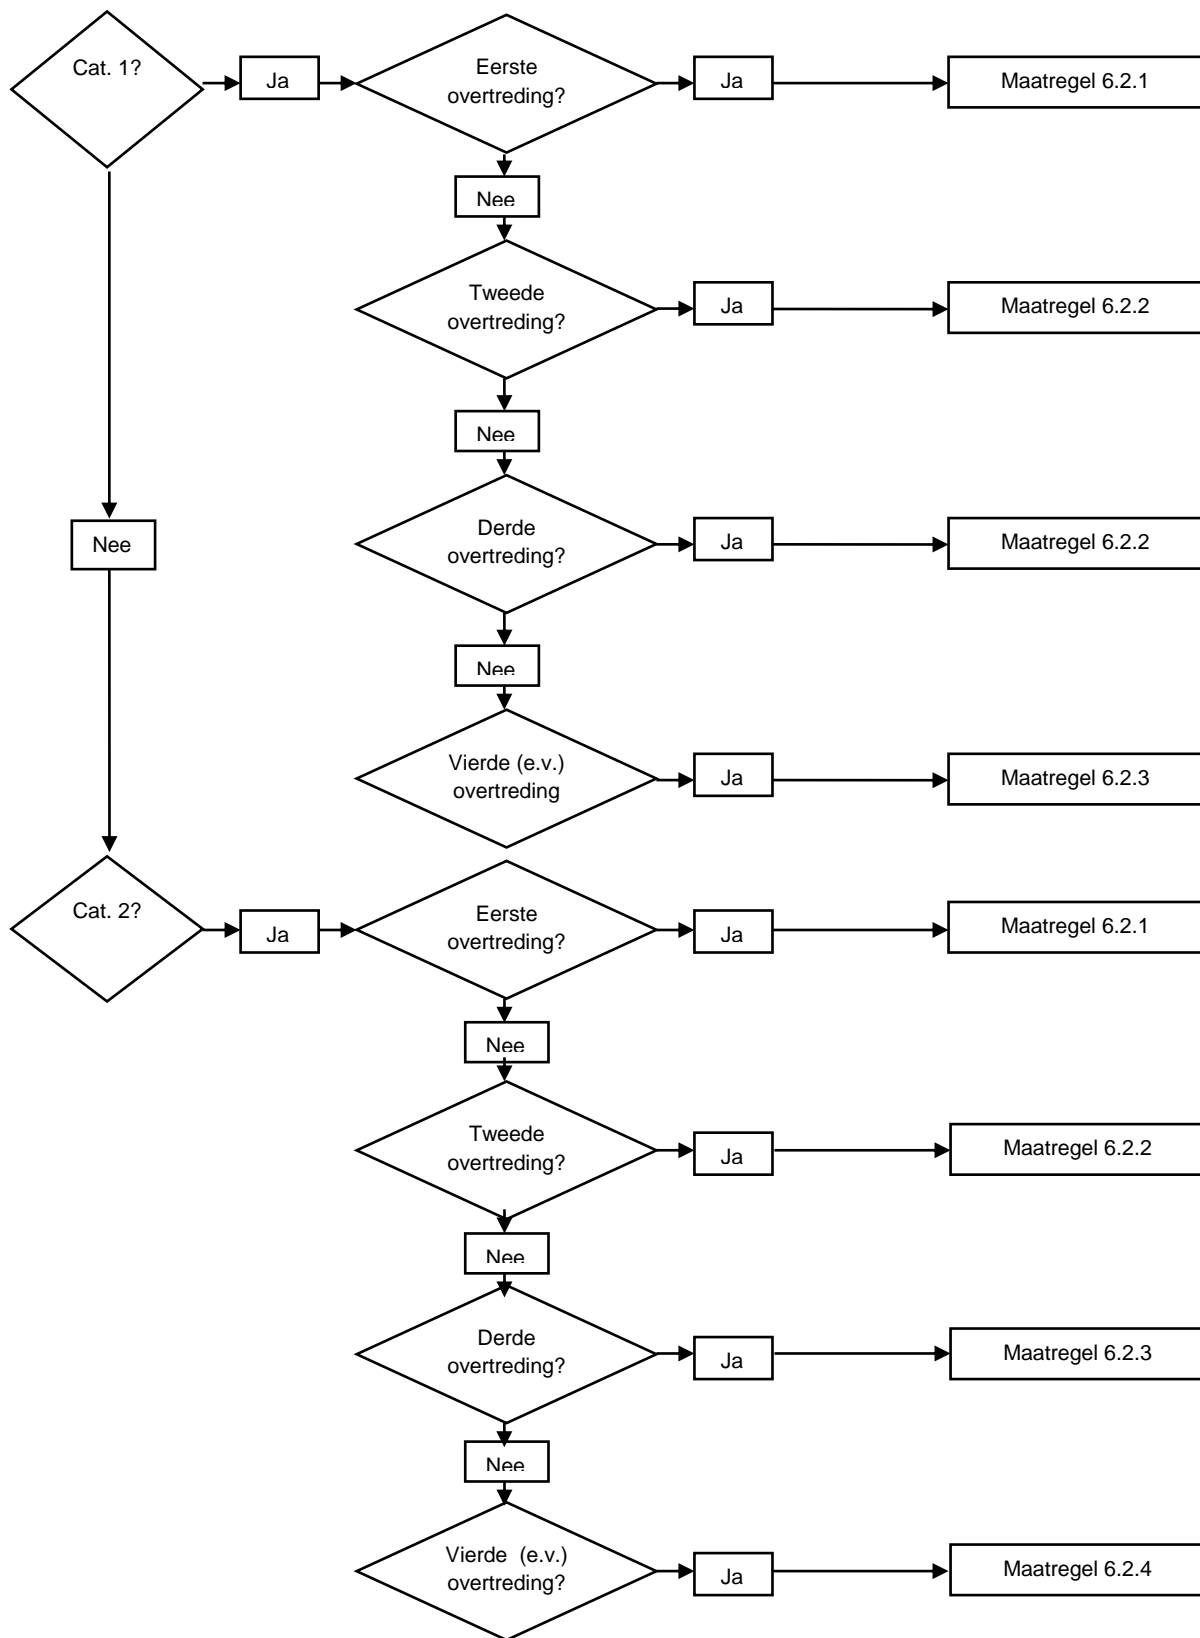 Cat. 1?
Ja
Eerste
overtreding?
Ja
Maatregel 6.2.1
Nee
Tweede
overtreding?
Ja
Maatregel 6.2.2
Nee
Derde
overtreding?
Ja
Maatregel 6.2.2
Nee
Nee
Vierde (e.v.)
overtreding
Ja
Maatregel 6.2.3
Cat. 2?
Ja
Eerste
overtreding?
Ja
Maatregel 6.2.1
Nee
Tweede
overtreding?
Ja
Maatregel 6.2.2
Nee
Derde
overtreding?
Ja
Maatregel 6.2.3
Nee
Vierde (e.v.)
overtreding?
Ja
Maatregel 6.2.4